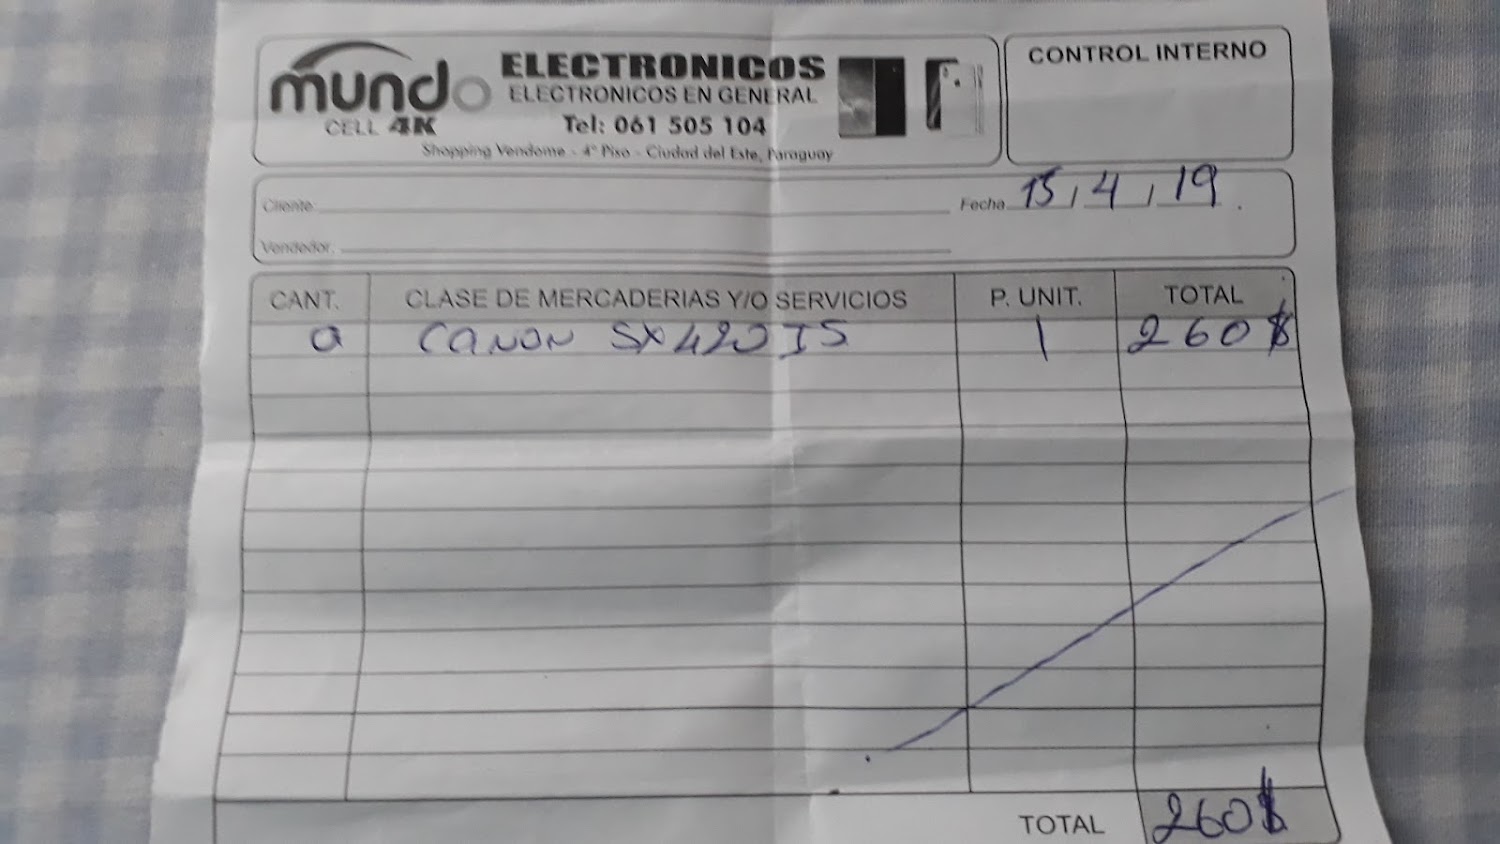 mundo
CELL 4K
ELECTRONICOS
ELECTRONICOS EN GENERAL
Tel: 061 505 104
Shopping Vendome - 4° Piso - Ciudad del Este, Paraguay
CONTROL INTERNO
Cliente Fecha 15 / 4 / 19
Vendedor
CANT. CLASE DE MERCADERIAS Y/O SERVICIOS P. UNIT. TOTAL
a CANON SX420IS 1 260$
TOTAL 260$